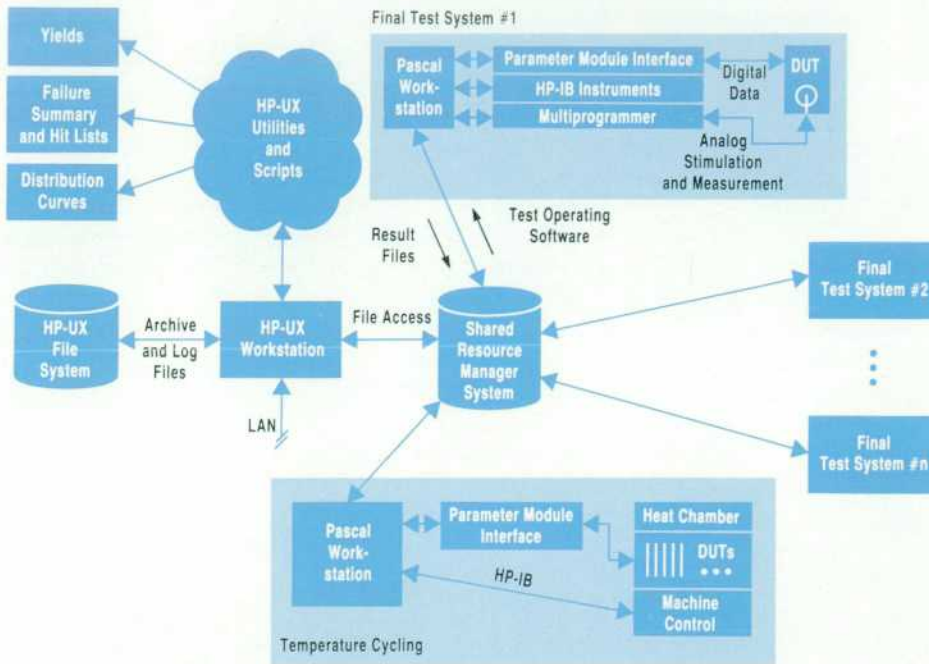 Final Test System #1
Yields
Failure
Summary
and Hit Lists
Distribution
Curves
HP-UX
Utilities
and
Scripts
Pascal
Work-
station
Parameter Module Interface
HP-IB Instruments
Multiprogrammer
Digital
Data
DUT
Analog
Stimulation
and Measurement
Result
Files
Test Operating
Software
HP-UX
File
System
Archive
and Log
Files
HP-UX
Workstation
File Access
Shared
Resource
Manager
System
LAN
Final
Test System #2
Final
Test System #n
Pascal
Work-
station
Parameter Module
Interface
HP-IB
Heat Chamber
DUTs
Machine
Control
Temperature Cycling